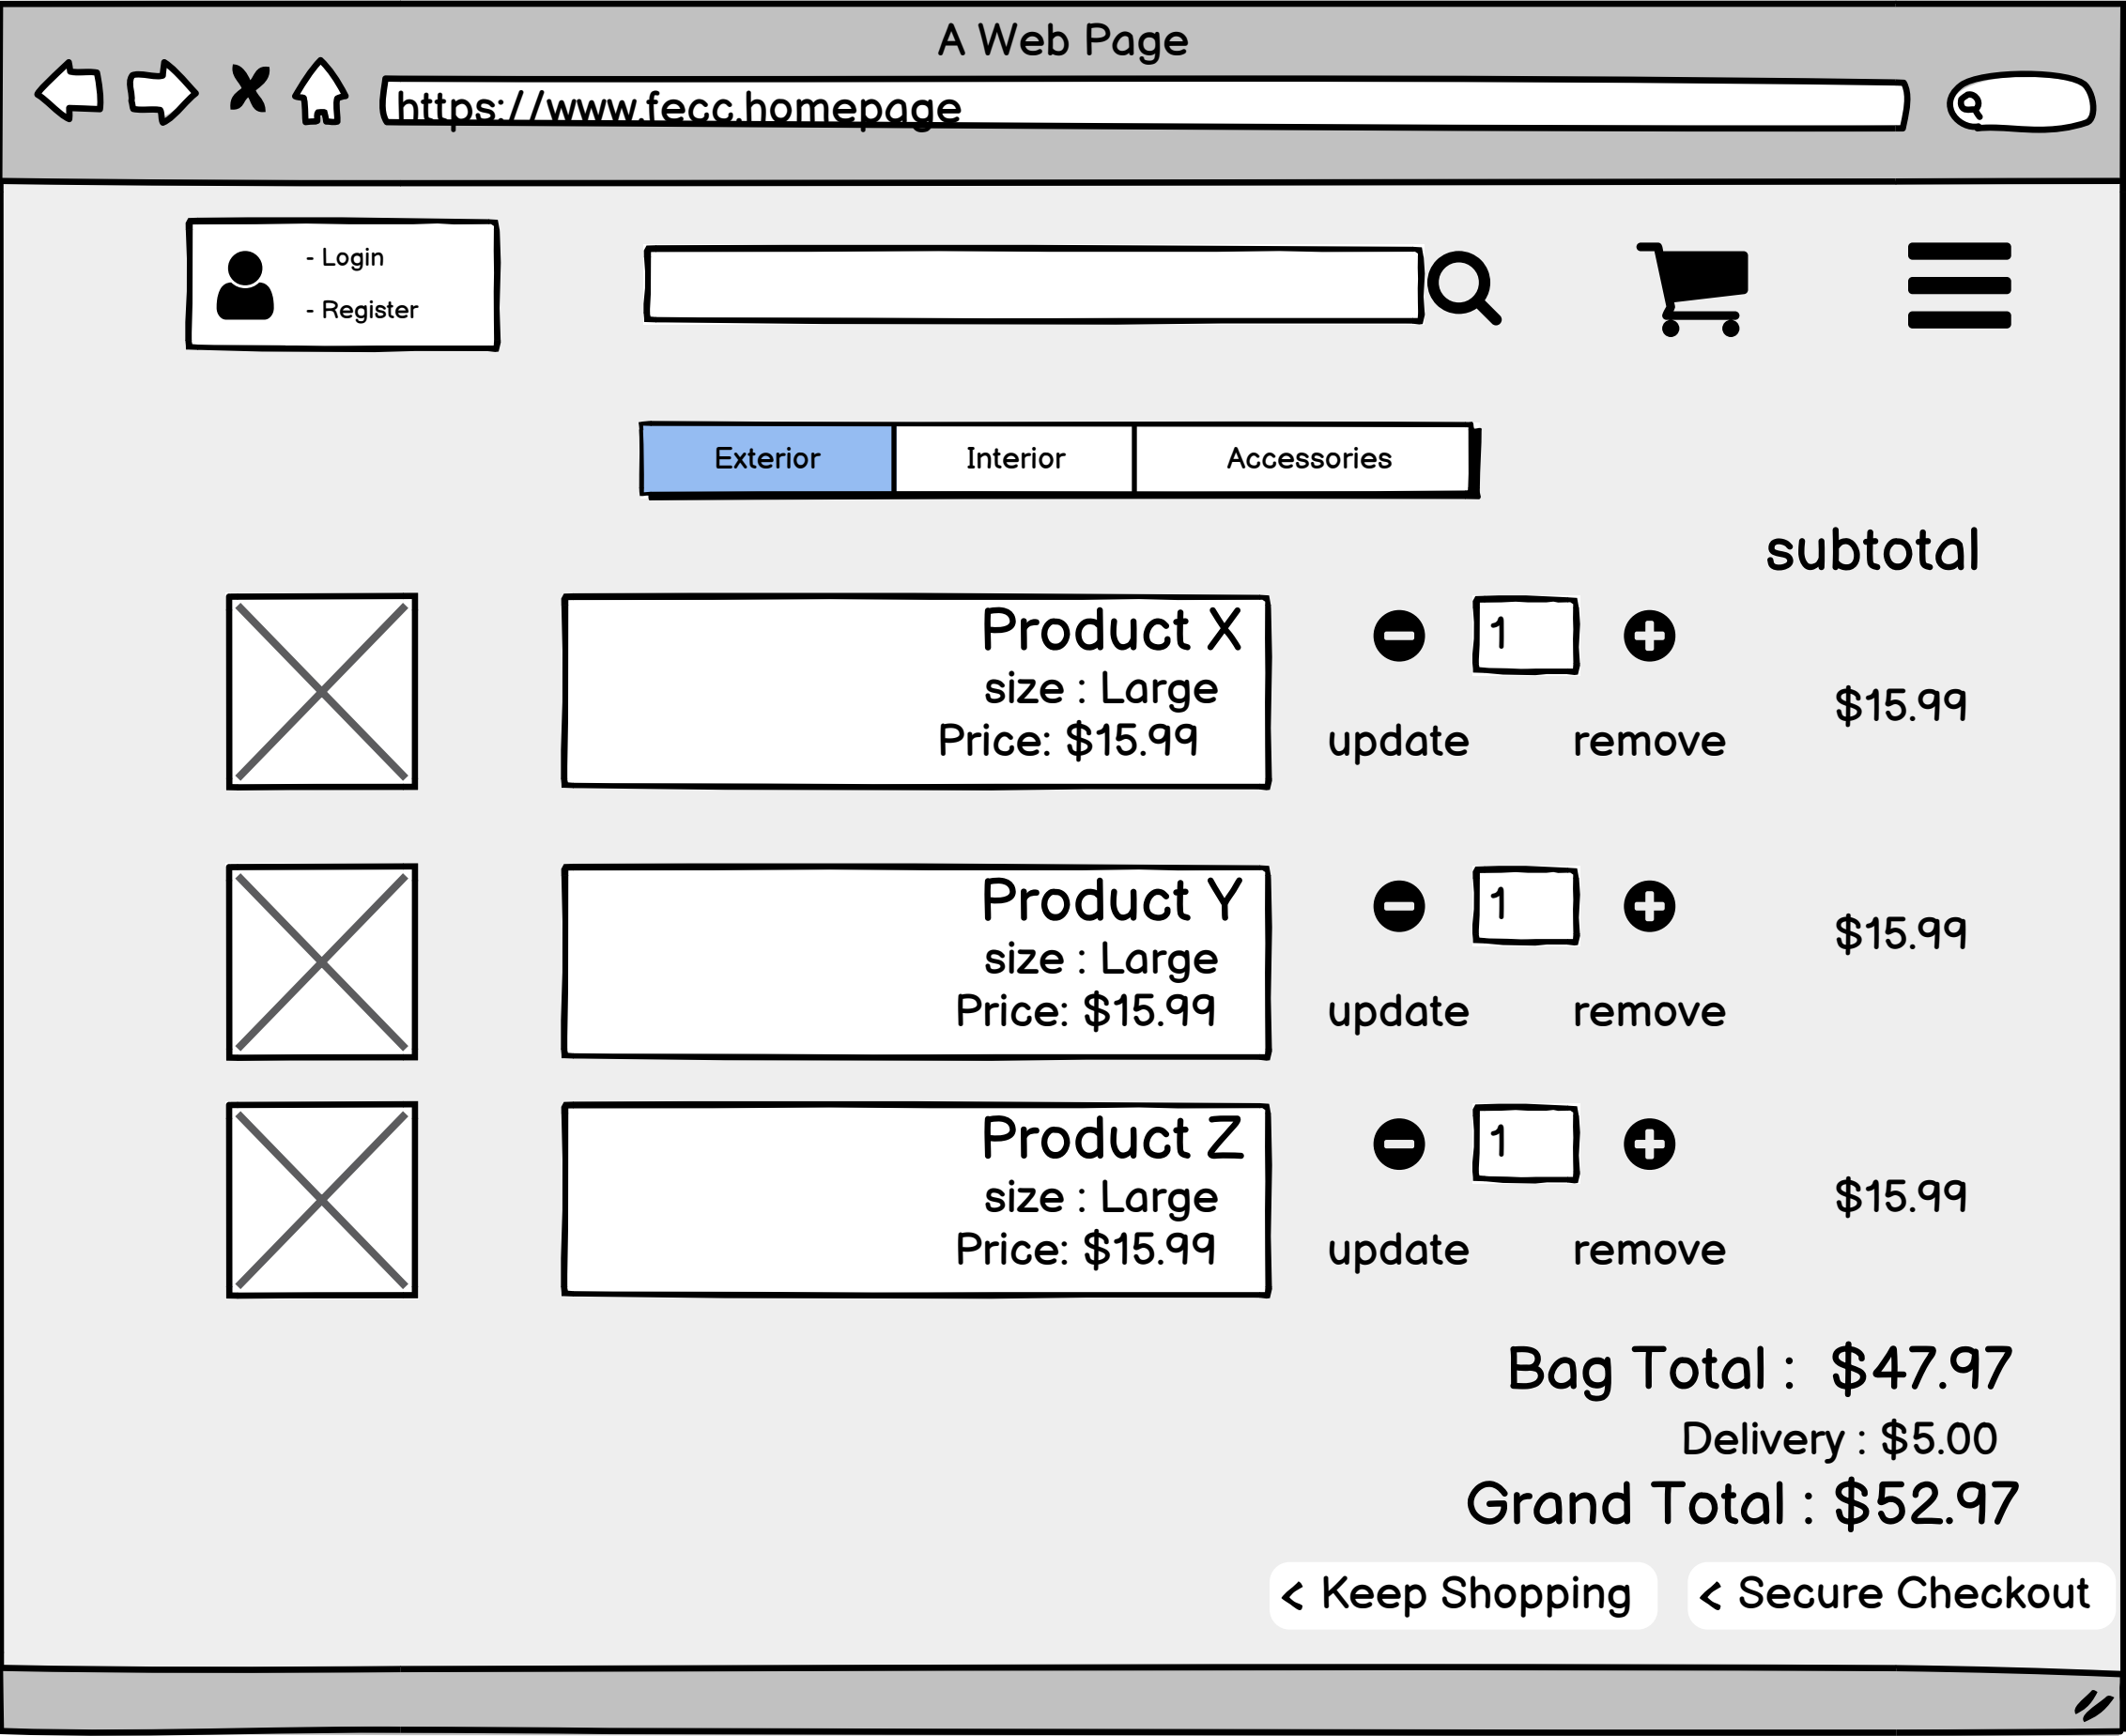 A Web Page
https://www.fecc.homepage
- Login
- Register
Exterior Interior Accessories
subtotal
Product X
size : Large
Price: $15.99
1
update remove
$15.99
Product Y
size : Large
Price: $15.99
1
update remove
$15.99
Product Z
size : Large
Price: $15.99
1
update remove
$15.99
Bag Total : $47.97
Delivery : $5.00
Grand Total : $52.97
< Keep Shopping
< Secure Checkout